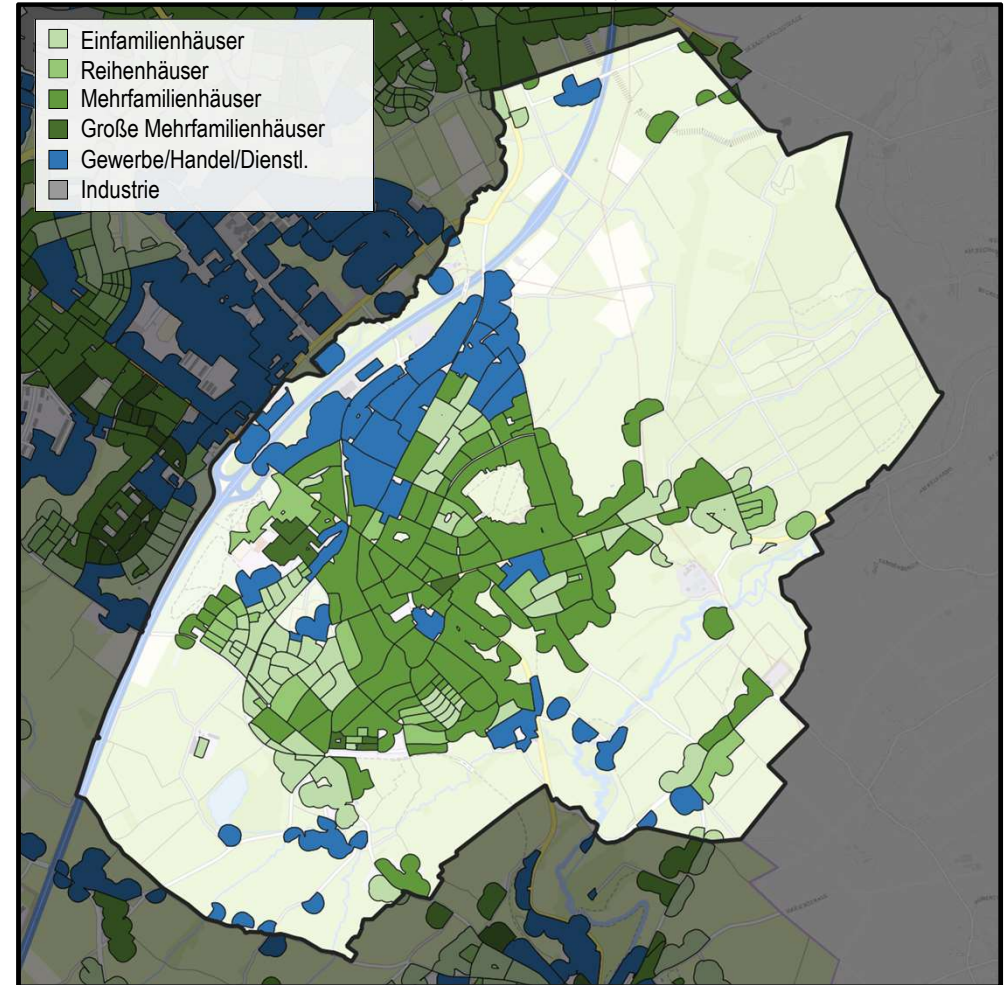 Einfamilienhäuser
Reihenhäuser
Mehrfamilienhäuser
Große Mehrfamilienhäuser
Gewerbe/Handel/Dienstl.
Industrie